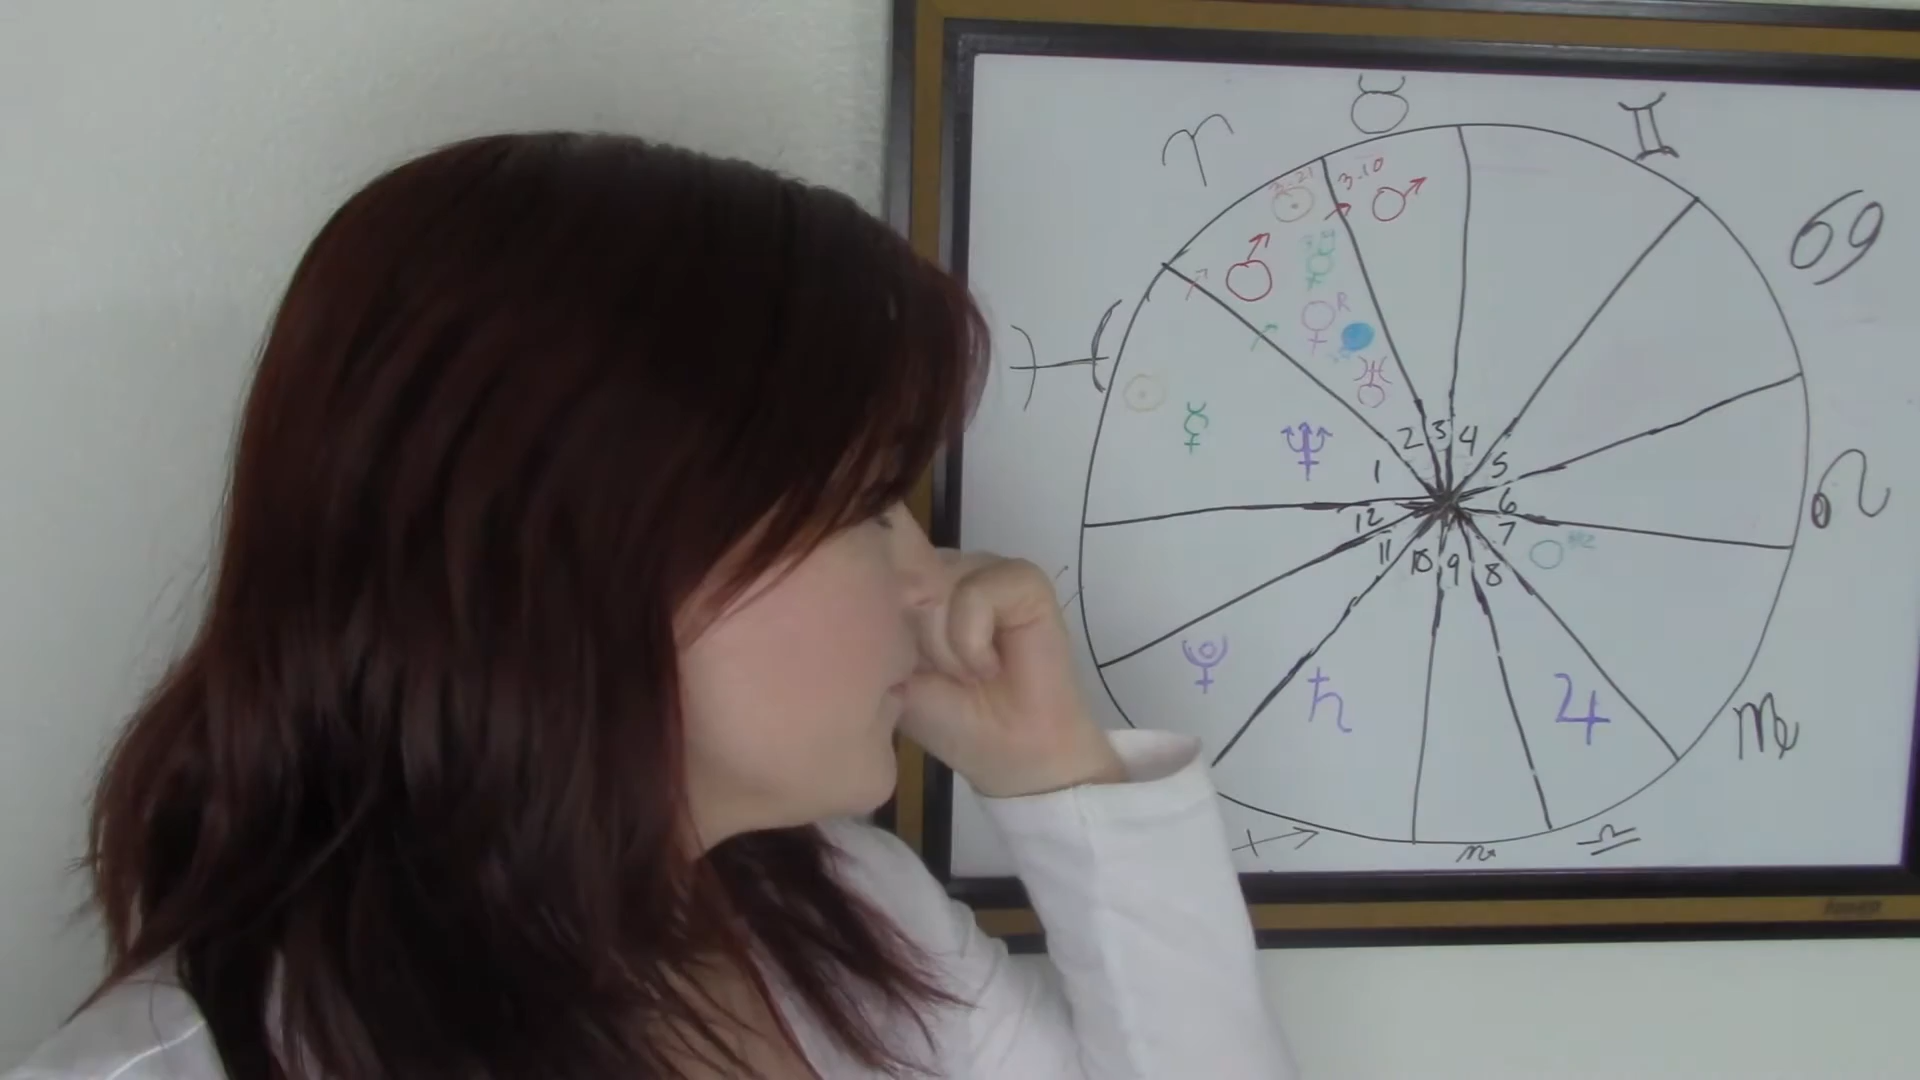 ♉
♊
♈
3-21 3-10
☉ ♂
♋
♂ ☿
♀ R
♓
♅
☉ ☿ ♆
2 3 4
1 5
♌
12 6
11 7
10 9 8
♇ ♄ ♃
♍
♐ ♏ ♎